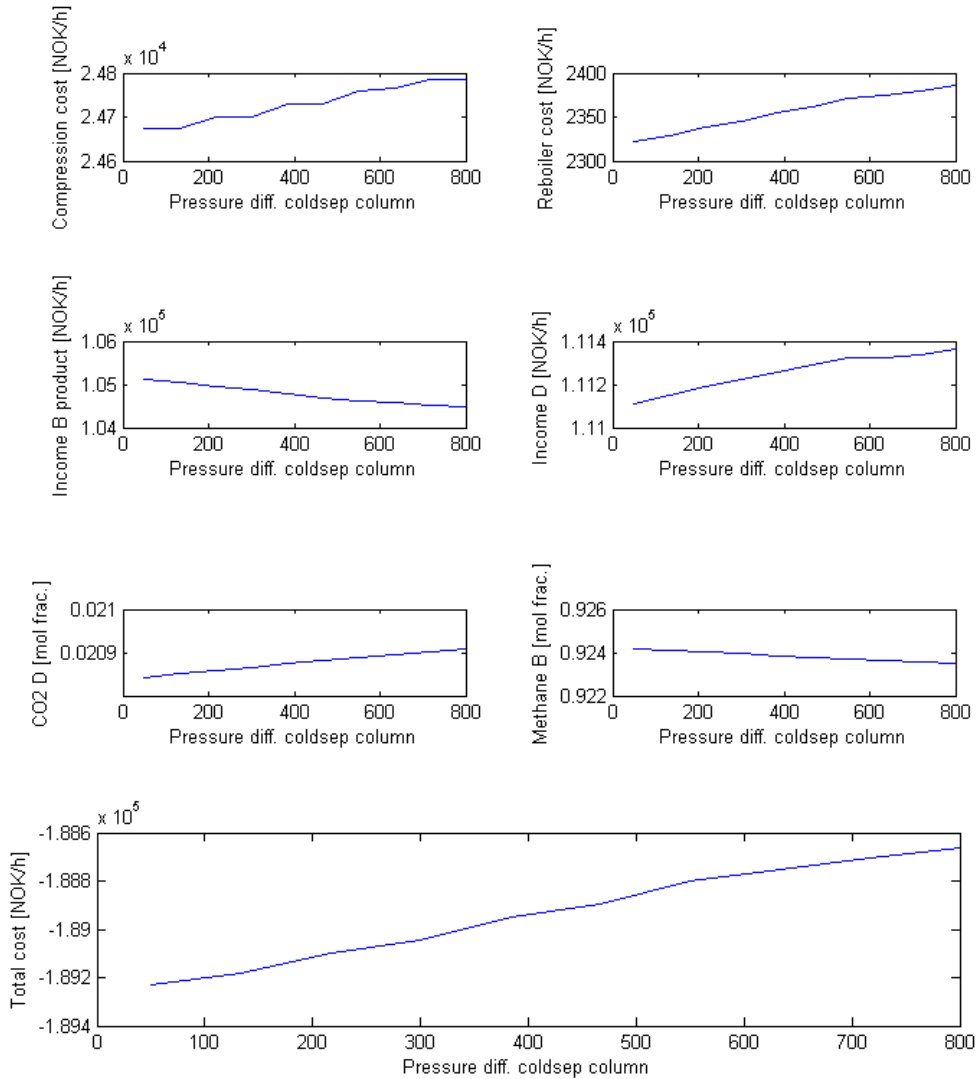 x 10^4
Compression cost [NOK/h]
2.48
2.47
2.46
0 200 400 600 800
Pressure diff. coldsep column
Reboiler cost [NOK/h]
2400
2350
2300
0 200 400 600 800
Pressure diff. coldsep column
x 10^5
Income B product [NOK/h]
1.06
1.05
1.04
0 200 400 600 800
Pressure diff. coldsep column
x 10^5
Income D [NOK/h]
1.114
1.112
1.11
0 200 400 600 800
Pressure diff. coldsep column
CO2 D [mol frac.]
0.021
0.0209
0 200 400 600 800
Pressure diff. coldsep column
Methane B [mol frac.]
0.926
0.924
0.922
0 200 400 600 800
Pressure diff. coldsep column
x 10^5
Total cost [NOK/h]
-1.886
-1.888
-1.89
-1.892
-1.894
0 100 200 300 400 500 600 700 800
Pressure diff. coldsep column